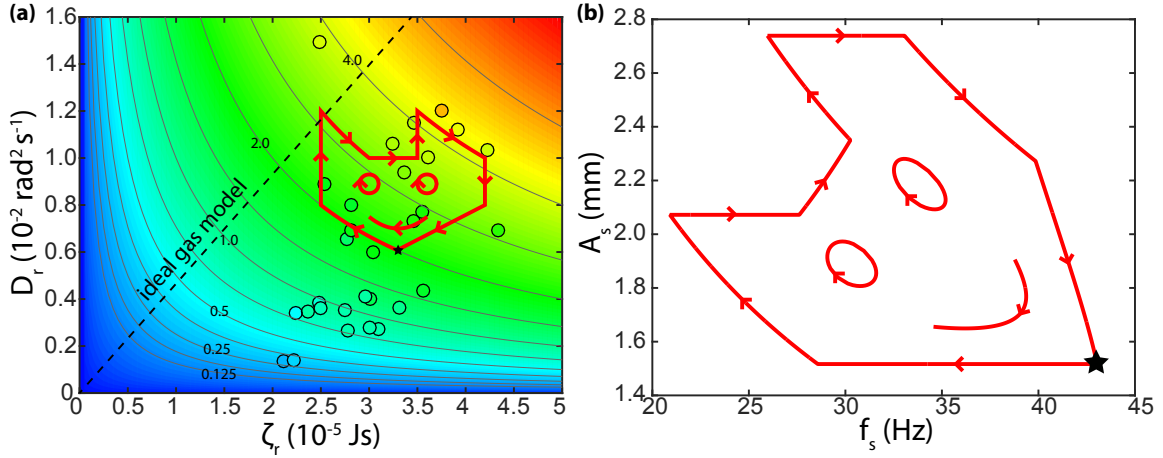 (a)
D_r (10⁻² rad² s⁻¹)
1.6
1.4
1.2
1.0
0.8
0.6
0.4
0.2
0
ideal gas model
4.0
2.0
1.0
0.5
0.25
0.125
0 0.5 1 1.5 2 2.5 3 3.5 4 4.5 5
ζ_r (10⁻⁵ Js)
(b)
A_s (mm)
2.8
2.6
2.4
2.2
2.0
1.8
1.6
1.4
20 25 30 35 40 45
f_s (Hz)